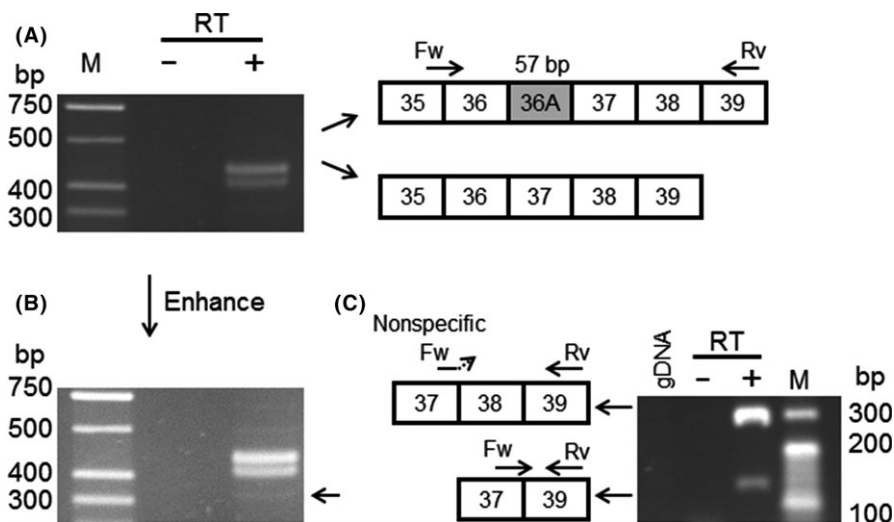 (A)
RT
bp M − +
750
500
400
300
Fw 57 bp Rv
35 36 36A 37 38 39
35 36 37 38 39
(B)
Enhance
bp
750
500
400
300
(C)
Nonspecific
Fw Rv
37 38 39
Fw Rv
37 39
gDNA
RT
− + M bp
300
200
100